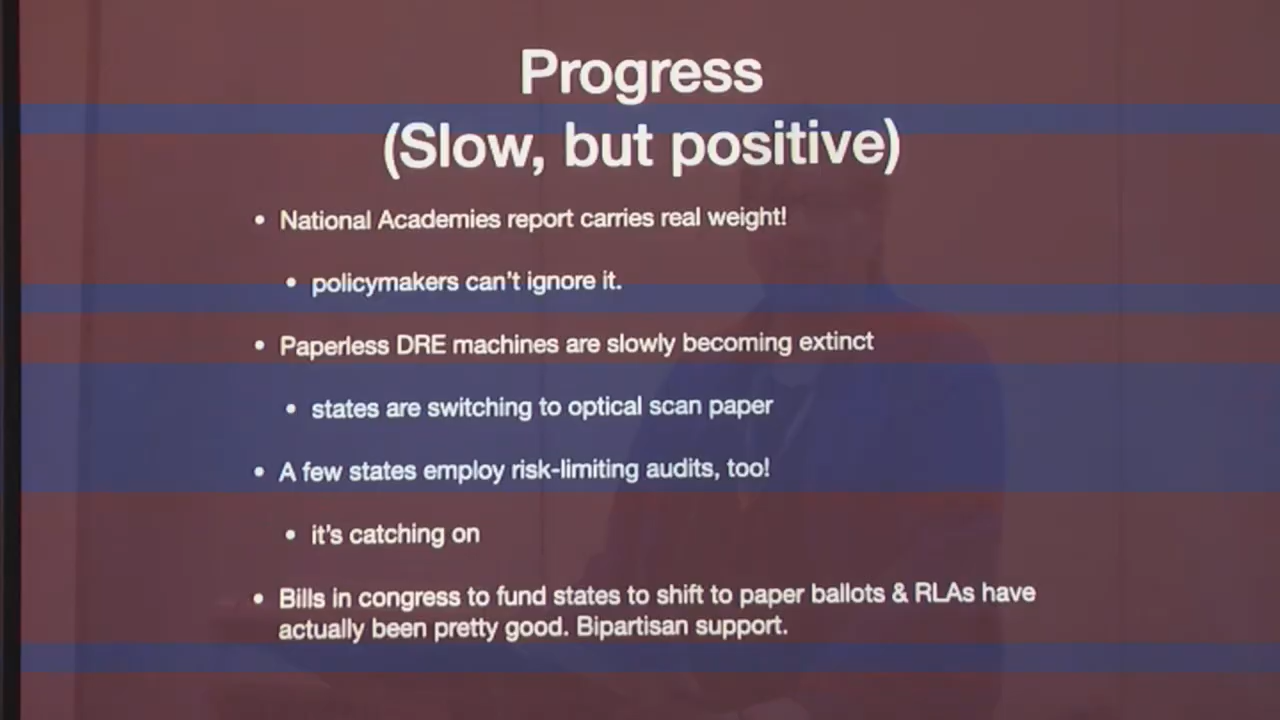 Progress
(Slow, but positive)
• National Academies report carries real weight!
• policymakers can't ignore it.
• Paperless DRE machines are slowly becoming extinct
• states are switching to optical scan paper
• A few states employ risk-limiting audits, too!
• it's catching on
• Bills in congress to fund states to shift to paper ballots & RLAs have
actually been pretty good. Bipartisan support.